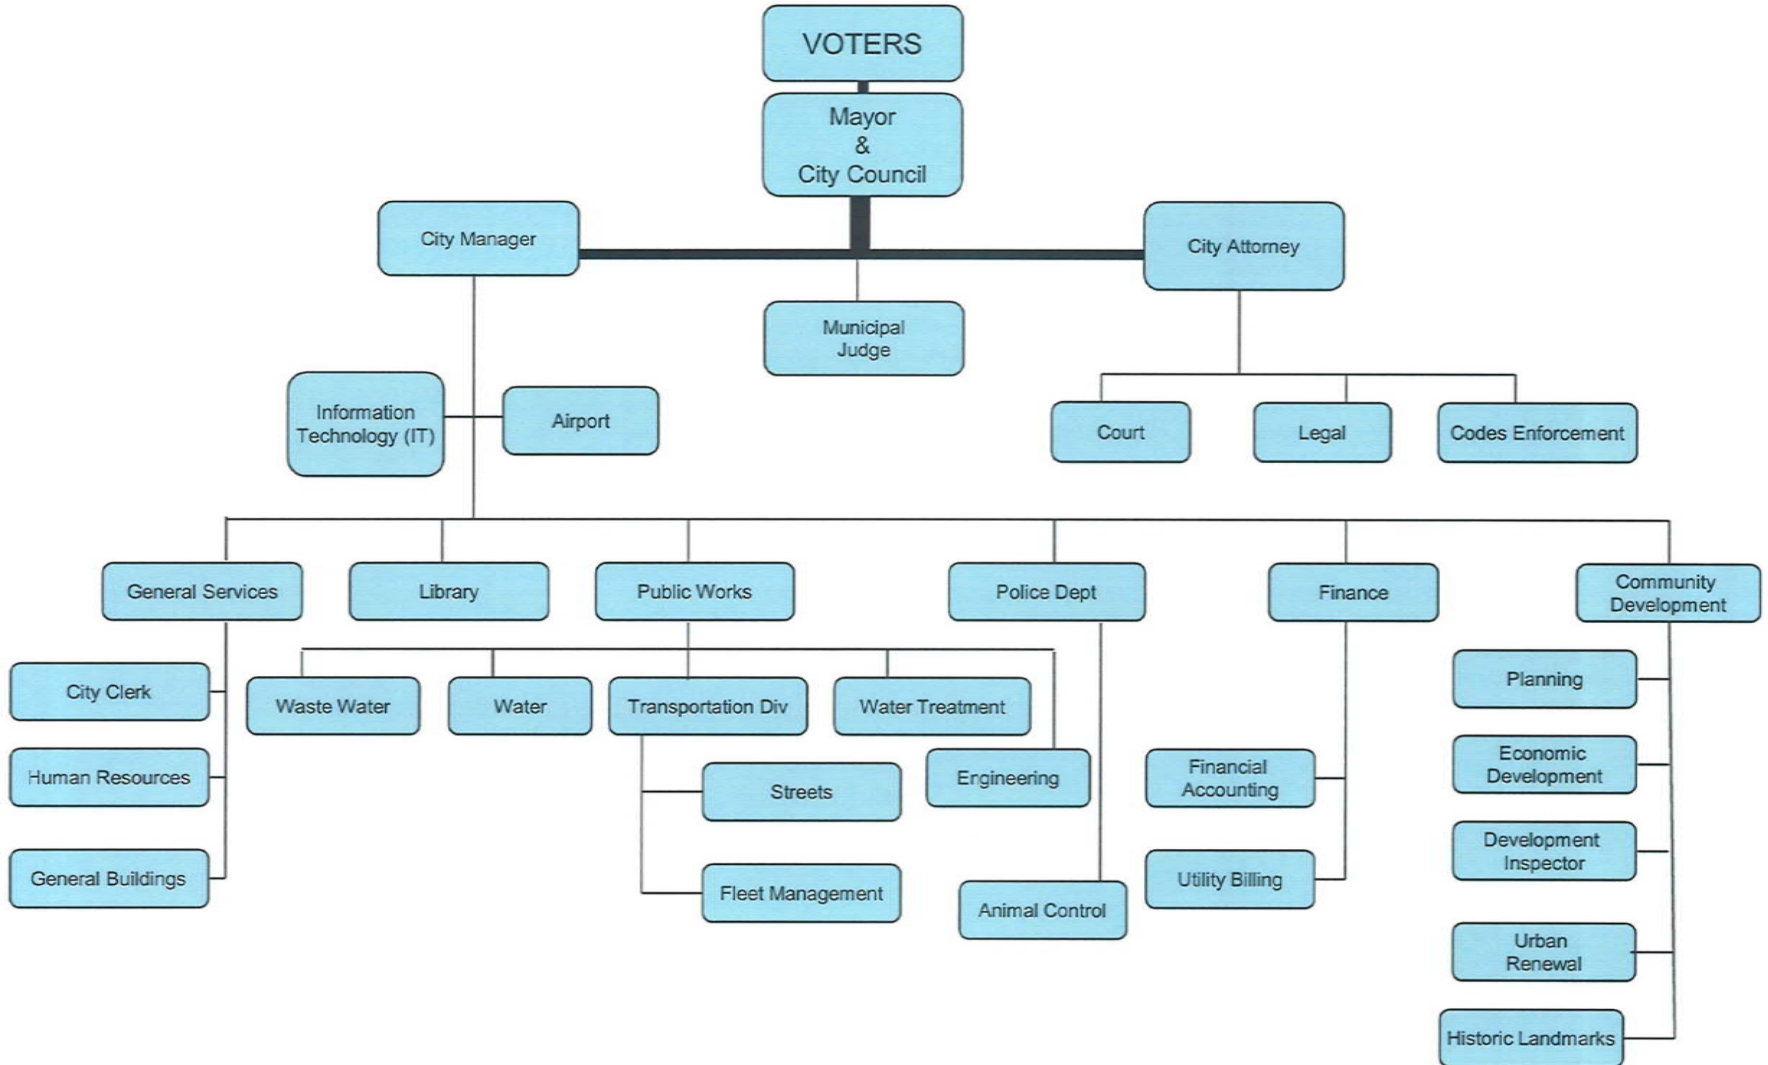 VOTERS
Mayor
&
City Council
City Manager
City Attorney
Municipal
Judge
Information
Technology (IT)
Airport
Court
Legal
Codes Enforcement
General Services
Library
Public Works
Police Dept
Finance
Community
Development
City Clerk
Human Resources
General Buildings
Waste Water
Water
Transportation Div
Water Treatment
Engineering
Streets
Fleet Management
Animal Control
Financial
Accounting
Utility Billing
Planning
Economic
Development
Development
Inspector
Urban
Renewal
Historic Landmarks